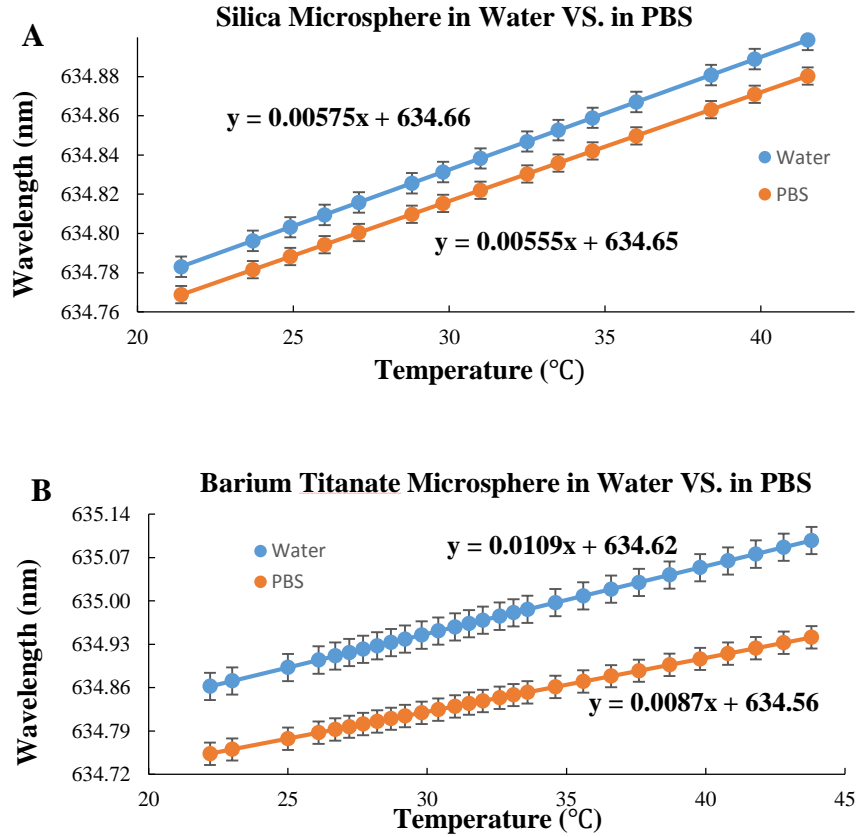 A
Silica Microsphere in Water VS. in PBS
634.88
634.86
634.84
634.82
634.80
634.78
634.76
Wavelength (nm)
y = 0.00575x + 634.66
y = 0.00555x + 634.65
Water
PBS
20
25
30
35
40
Temperature (°C)
B
Barium Titanate Microsphere in Water VS. in PBS
635.14
635.07
635.00
634.93
634.86
634.79
634.72
Wavelength (nm)
Water
PBS
y = 0.0109x + 634.62
y = 0.0087x + 634.56
20
25
30
35
40
45
Temperature (°C)